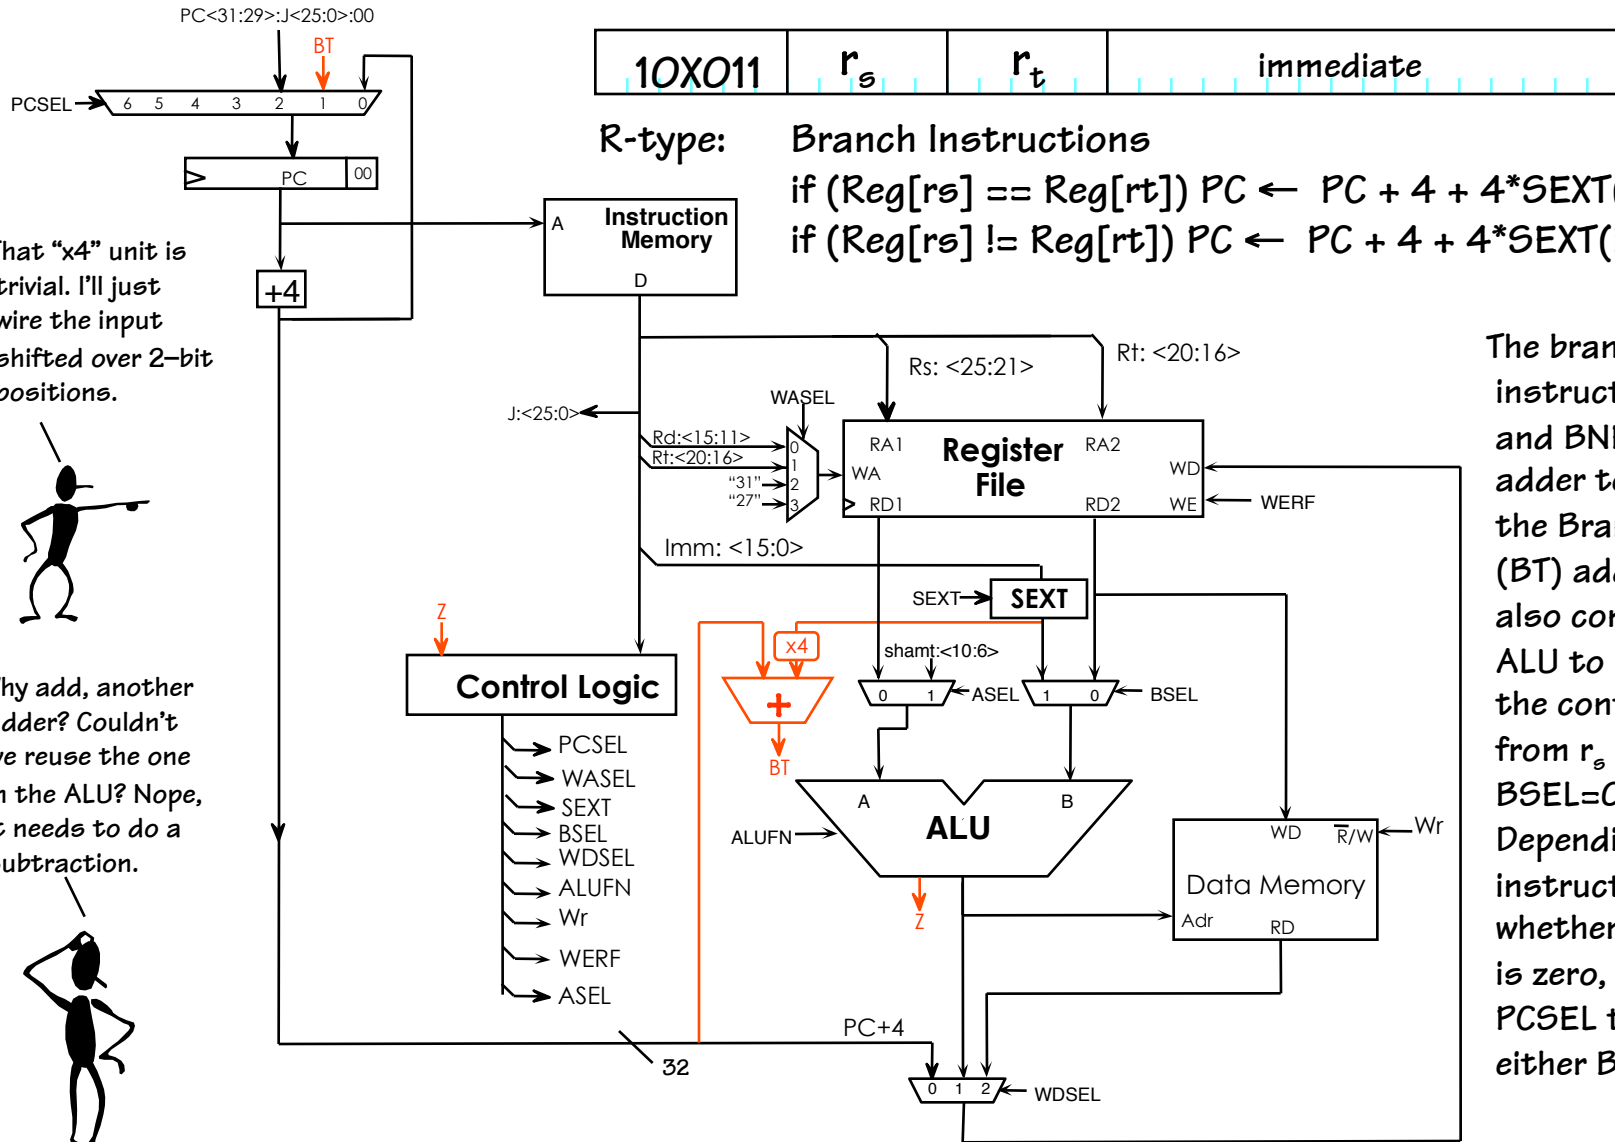 PC<31:29>:J<25:0>:00
BT
PCSEL
6 5 4 3 2 1 0
PC 00
+4
10X011 rs rt immediate
R-type: Branch Instructions
if (Reg[rs] == Reg[rt]) PC ← PC + 4 + 4*SEXT(
if (Reg[rs] != Reg[rt]) PC ← PC + 4 + 4*SEXT(
That "x4" unit is
trivial. I'll just
wire the input
shifted over 2-bit
positions.
A Instruction
Memory
D
Rs: <25:21>
Rt: <20:16>
J:<25:0>
WASEL
Rd:<15:11> 0
Rt:<20:16> 1
"31" 2
"27" 3
RA1 Register RA2
File
WA WD
RD1 RD2 WE
WERF
Imm: <15:0>
SEXT SEXT
Z
x4
shamt:<10:6>
Control Logic
+
0 1 ASEL
1 0 BSEL
BT
PCSEL
WASEL
SEXT
BSEL
WDSEL
ALUFN
Wr
WERF
ASEL
Why add, another
adder? Couldn't
we reuse the one
in the ALU? Nope,
it needs to do a
subtraction.
A B
ALU
ALUFN
Z
WD R/W Wr
Data Memory
Adr RD
PC+4
32
0 1 2 WDSEL
The bran
instruct
and BN
adder to
the Bra
(BT) add
also con
ALU to
the cont
from rs
BSEL=0
Dependi
instruct
whether
is zero,
PCSEL t
either B